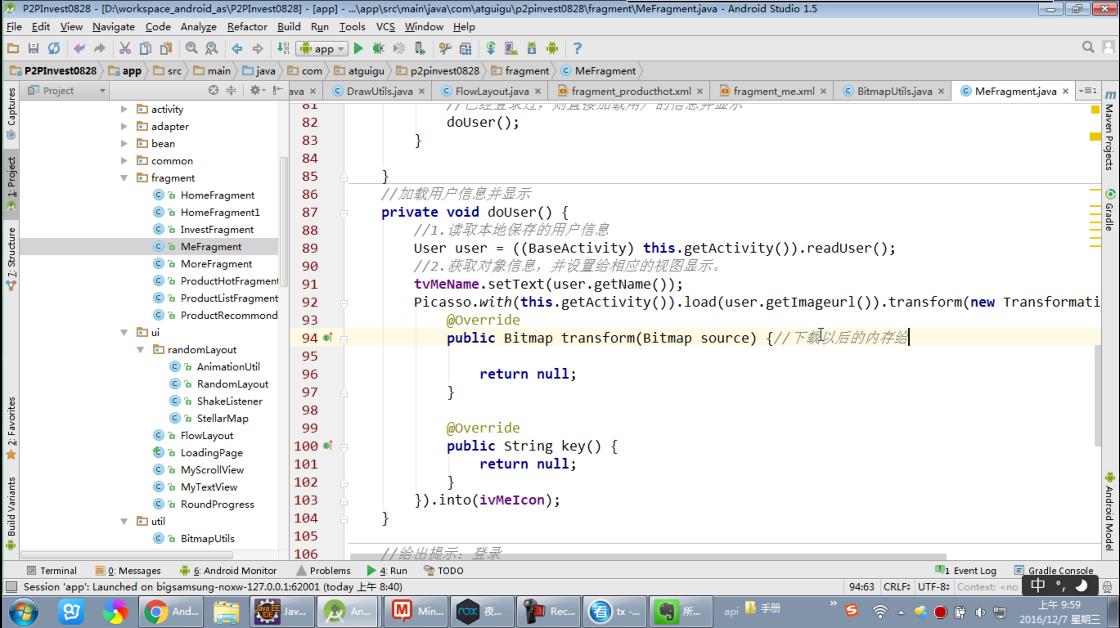 P2PInvest0828 - [D:\workspace_android_as\P2PInvest0828] - [app] - ...\app\src\main\java\com\atguigu\p2pinvest0828\fragment\MeFragment.java - Android Studio 1.5
File Edit View Navigate Code Analyze Refactor Build Run Tools VCS Window Help
app
P2PInvest0828 app src main java com atguigu p2pinvest0828 fragment MeFragment
Project
ava DrawUtils.java FlowLayout.java fragment_producthot.xml fragment_me.xml BitmapUtils.java MeFragment.java
Captures
1: Project
7: Structure
2: Favorites
Build Variants
activity
adapter
bean
common
fragment
HomeFragment
HomeFragment1
InvestFragment
MeFragment
MoreFragment
ProductHotFragment
ProductListFragment
ProductRecommond
ui
randomLayout
AnimationUtil
RandomLayout
ShakeListener
StellarMap
FlowLayout
LoadingPage
MyScrollView
MyTextView
RoundProgress
util
BitmapUtils
81 //已经登录过，则直接加载用户的信息并显示
82 doUser();
83 }
84
85 }
86 //加载用户信息并显示
87 private void doUser() {
88 //1.读取本地保存的用户信息
89 User user = ((BaseActivity) this.getActivity()).readUser();
90 //2.获取对象信息，并设置给相应的视图显示。
91 tvMeName.setText(user.getName());
92 Picasso.with(this.getActivity()).load(user.getImageurl()).transform(new Transformati
93 @Override
94 public Bitmap transform(Bitmap source) {//下载以后的内存给
95
96 return null;
97 }
98
99 @Override
100 public String key() {
101 return null;
102 }
103 }).into(ivMeIcon);
104 }
105
106 //给出提示：登录
Maven Projects
Gradle
Android Model
Terminal 0: Messages 6: Android Monitor Problems 4: Run TODO 1 Event Log Gradle Console
Session 'app': Launched on bigsamsung-noxw-127.0.0.1:62001 (today 上午 8:40) 94:63 CRLF÷ UTF-8÷ Context: <no
中
And... Jav... An... Min... 夜... Rec... tx -... 所... api 手册
上午 9:59
2016/12/7 星期三